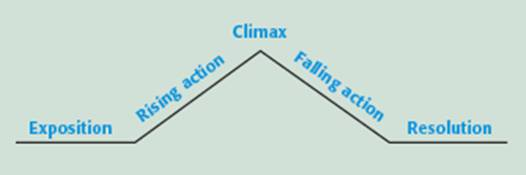 Climax
Rising action
Falling action
Exposition
Resolution